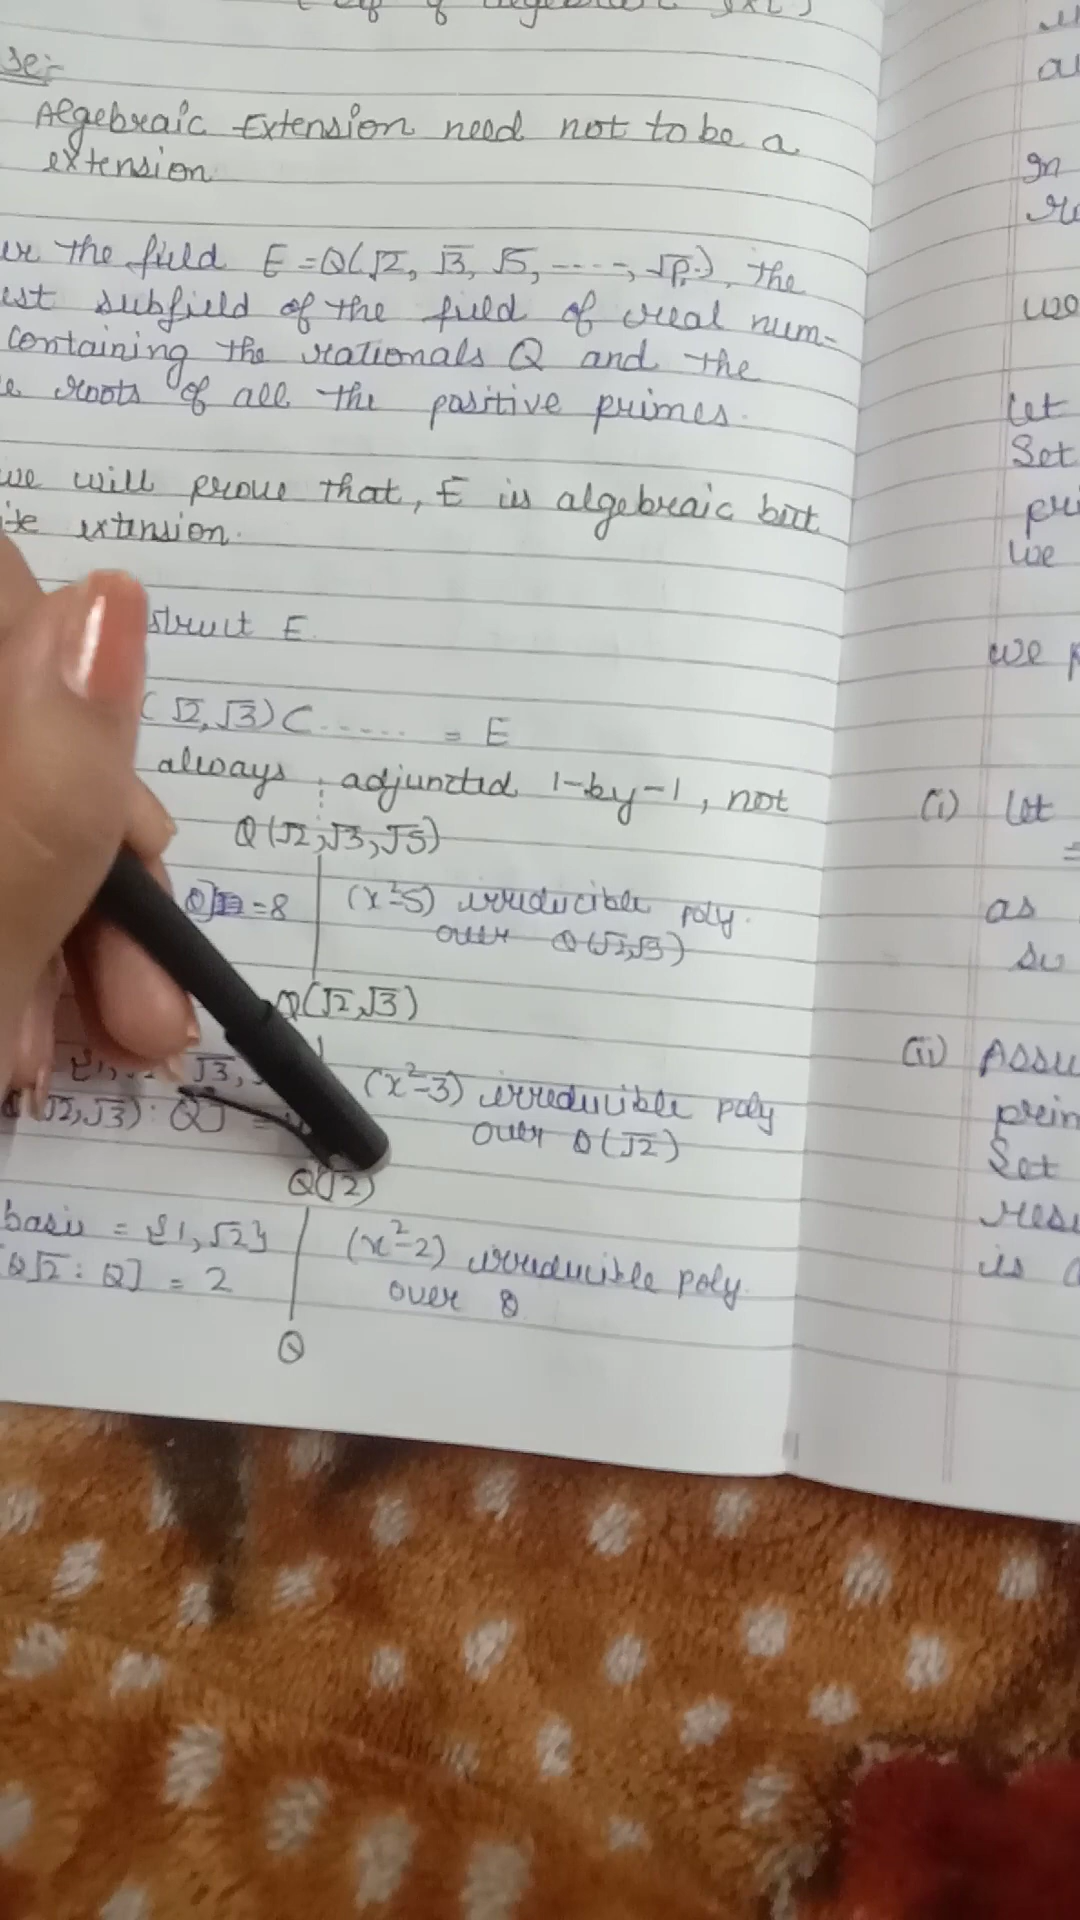 Algebraic Extension need not to be a
extension
the field E = Q(√2, √3, √5, -----, √p..), the
subfield of the field of real num-
containing the rationals Q and the
roots of all the positive primes.
we will prove that, E is algebraic but
extension.
struct E.
(√2, √3) C ...... = E
always, adjuncted 1-by-1, not
Q(√2, √3, √5)
= 8 | (x²-5) irreducible poly.
over Q(√2,√3)
Q(√2,√3)
√3,
(x²-3) irreducible poly
(√2,√3) : Q] =
over Q(√2)
Q(√2)
basis = {1, √2} | (x²-2) irreducible poly.
Q√2 : Q] = 2
over Q
Q
In
we
let
Set
we
we p
(i) let
=
as
su
(ii) Assu
prim
Set
resu
is